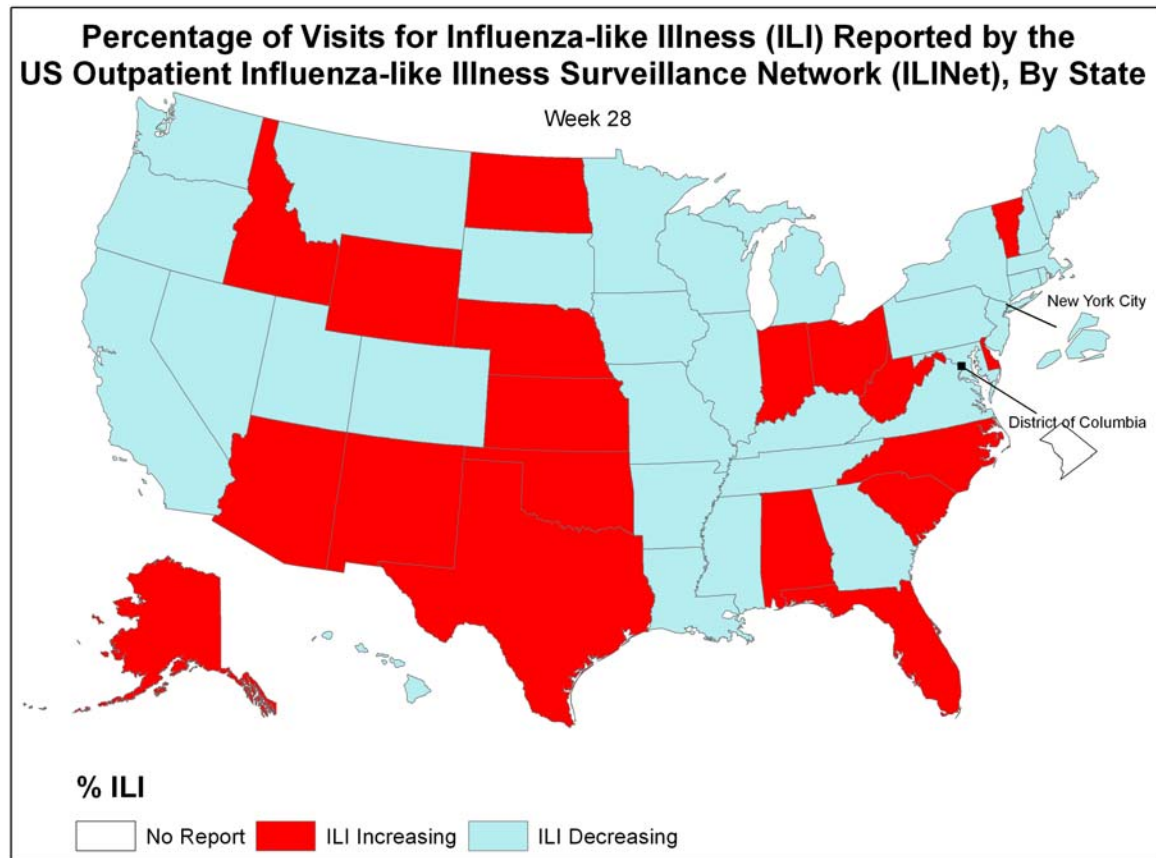 Percentage of Visits for Influenza-like Illness (ILI) Reported by the
US Outpatient Influenza-like Illness Surveillance Network (ILINet), By State
Week 28
New York City
District of Columbia
% ILI
No Report
ILI Increasing
ILI Decreasing